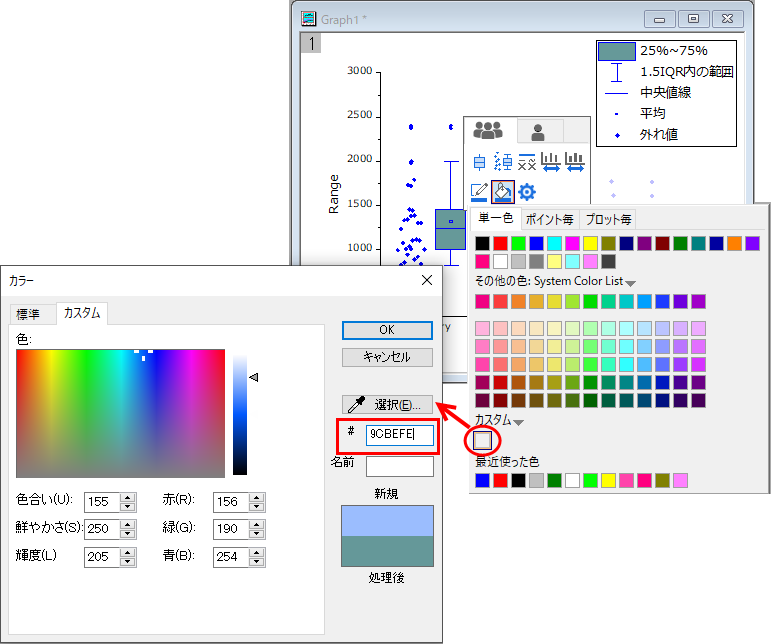 Graph1 *
1
3000
2500
2000
1500
1000
Range
25%~75%
1.5IQR内の範囲
中央値線
平均
外れ値
単一色
ポイント毎
プロット毎
その他の色: System Color List
カスタム
最近使った色
カラー
標準
カスタム
色:
OK
キャンセル
選択(E)...
# 9CBEFE
名前
新規
処理後
色合い(U): 155 赤(R): 156
鮮やかさ(S): 250 緑(G): 190
輝度(L) 205 青(B): 254